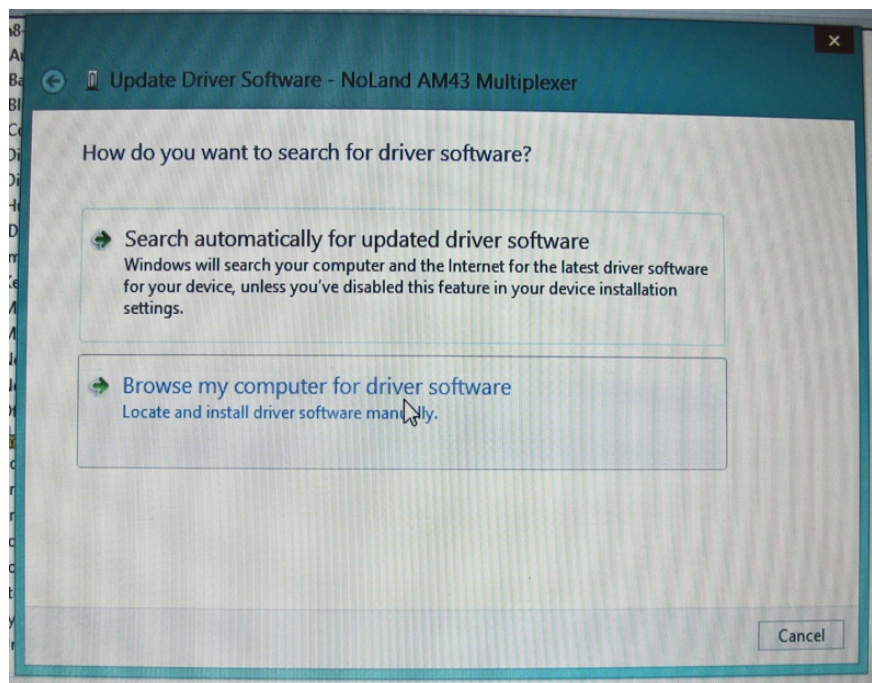 Update Driver Software - NoLand AM43 Multiplexer
How do you want to search for driver software?
Search automatically for updated driver software
Windows will search your computer and the Internet for the latest driver software
for your device, unless you've disabled this feature in your device installation
settings.
Browse my computer for driver software
Locate and install driver software manually.
Cancel